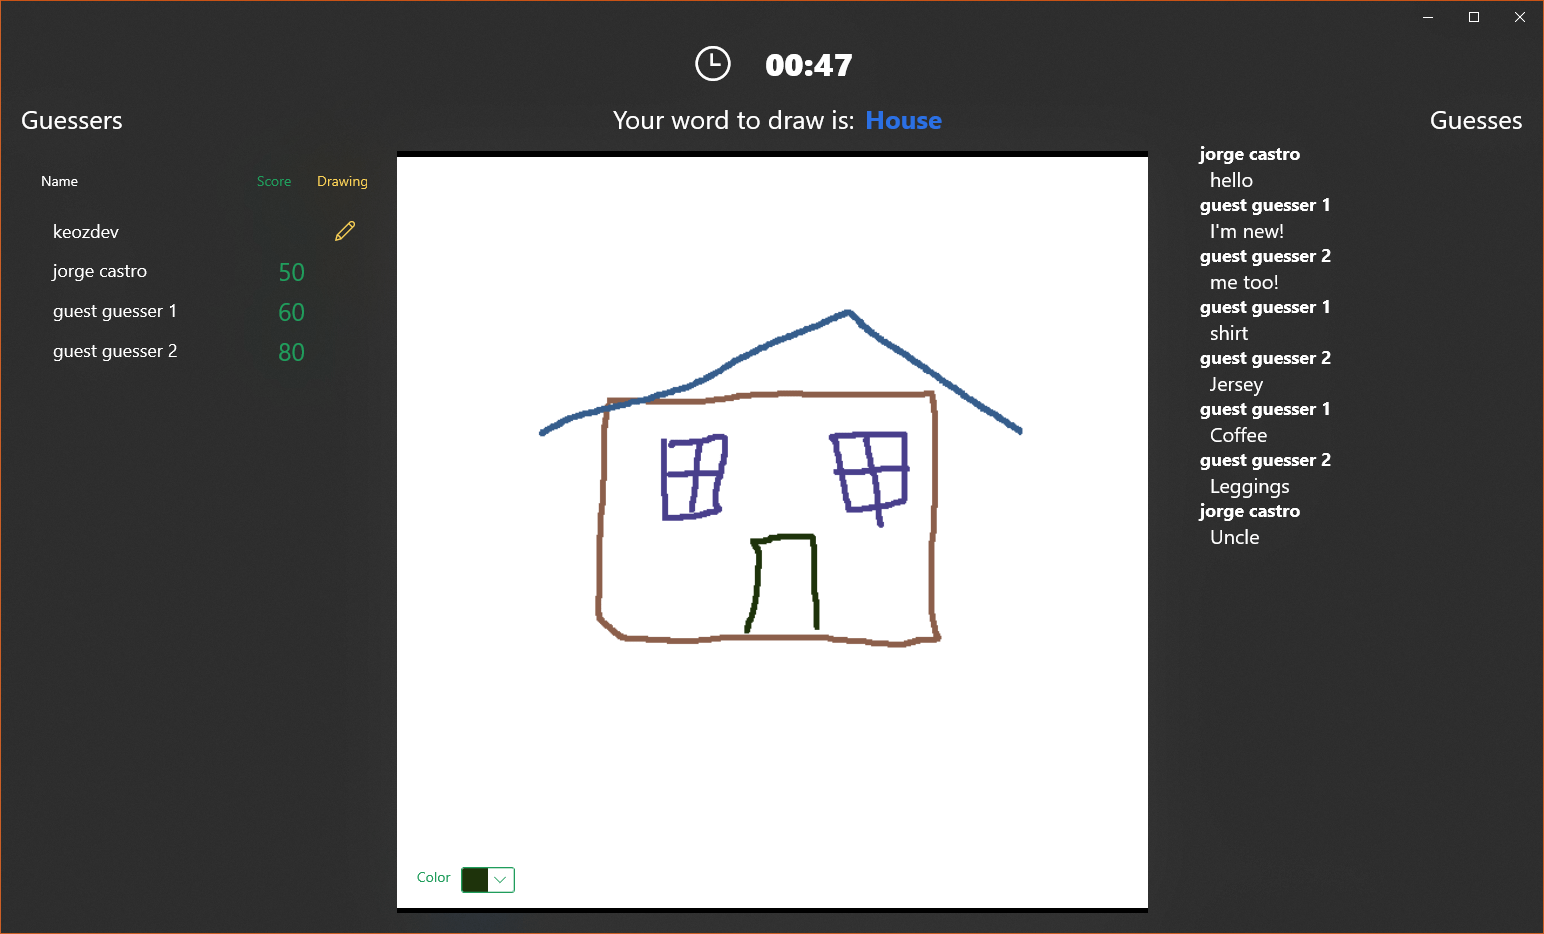 00:47
Guessers
Your word to draw is: House
Guesses
Name Score Drawing
keozdev
jorge castro 50
guest guesser 1 60
guest guesser 2 80
jorge castro
hello
guest guesser 1
I'm new!
guest guesser 2
me too!
guest guesser 1
shirt
guest guesser 2
Jersey
guest guesser 1
Coffee
guest guesser 2
Leggings
jorge castro
Uncle
Color